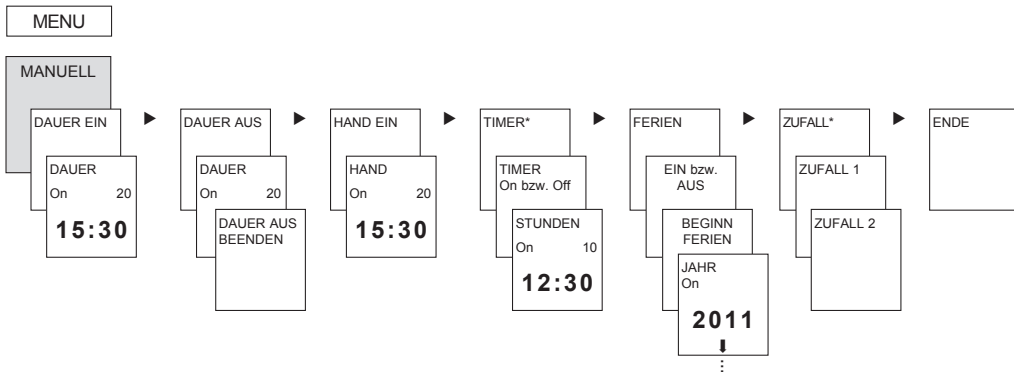 MENU
MANUELL
DAUER EIN
DAUER
On 20
15:30
DAUER AUS
DAUER
On 20
DAUER AUS
BEENDEN
HAND EIN
HAND
On 20
15:30
TIMER*
TIMER
On bzw. Off
STUNDEN
On 10
12:30
FERIEN
EIN bzw.
AUS
BEGINN
FERIEN
JAHR
On
2011
ZUFALL*
ZUFALL 1
ZUFALL 2
ENDE